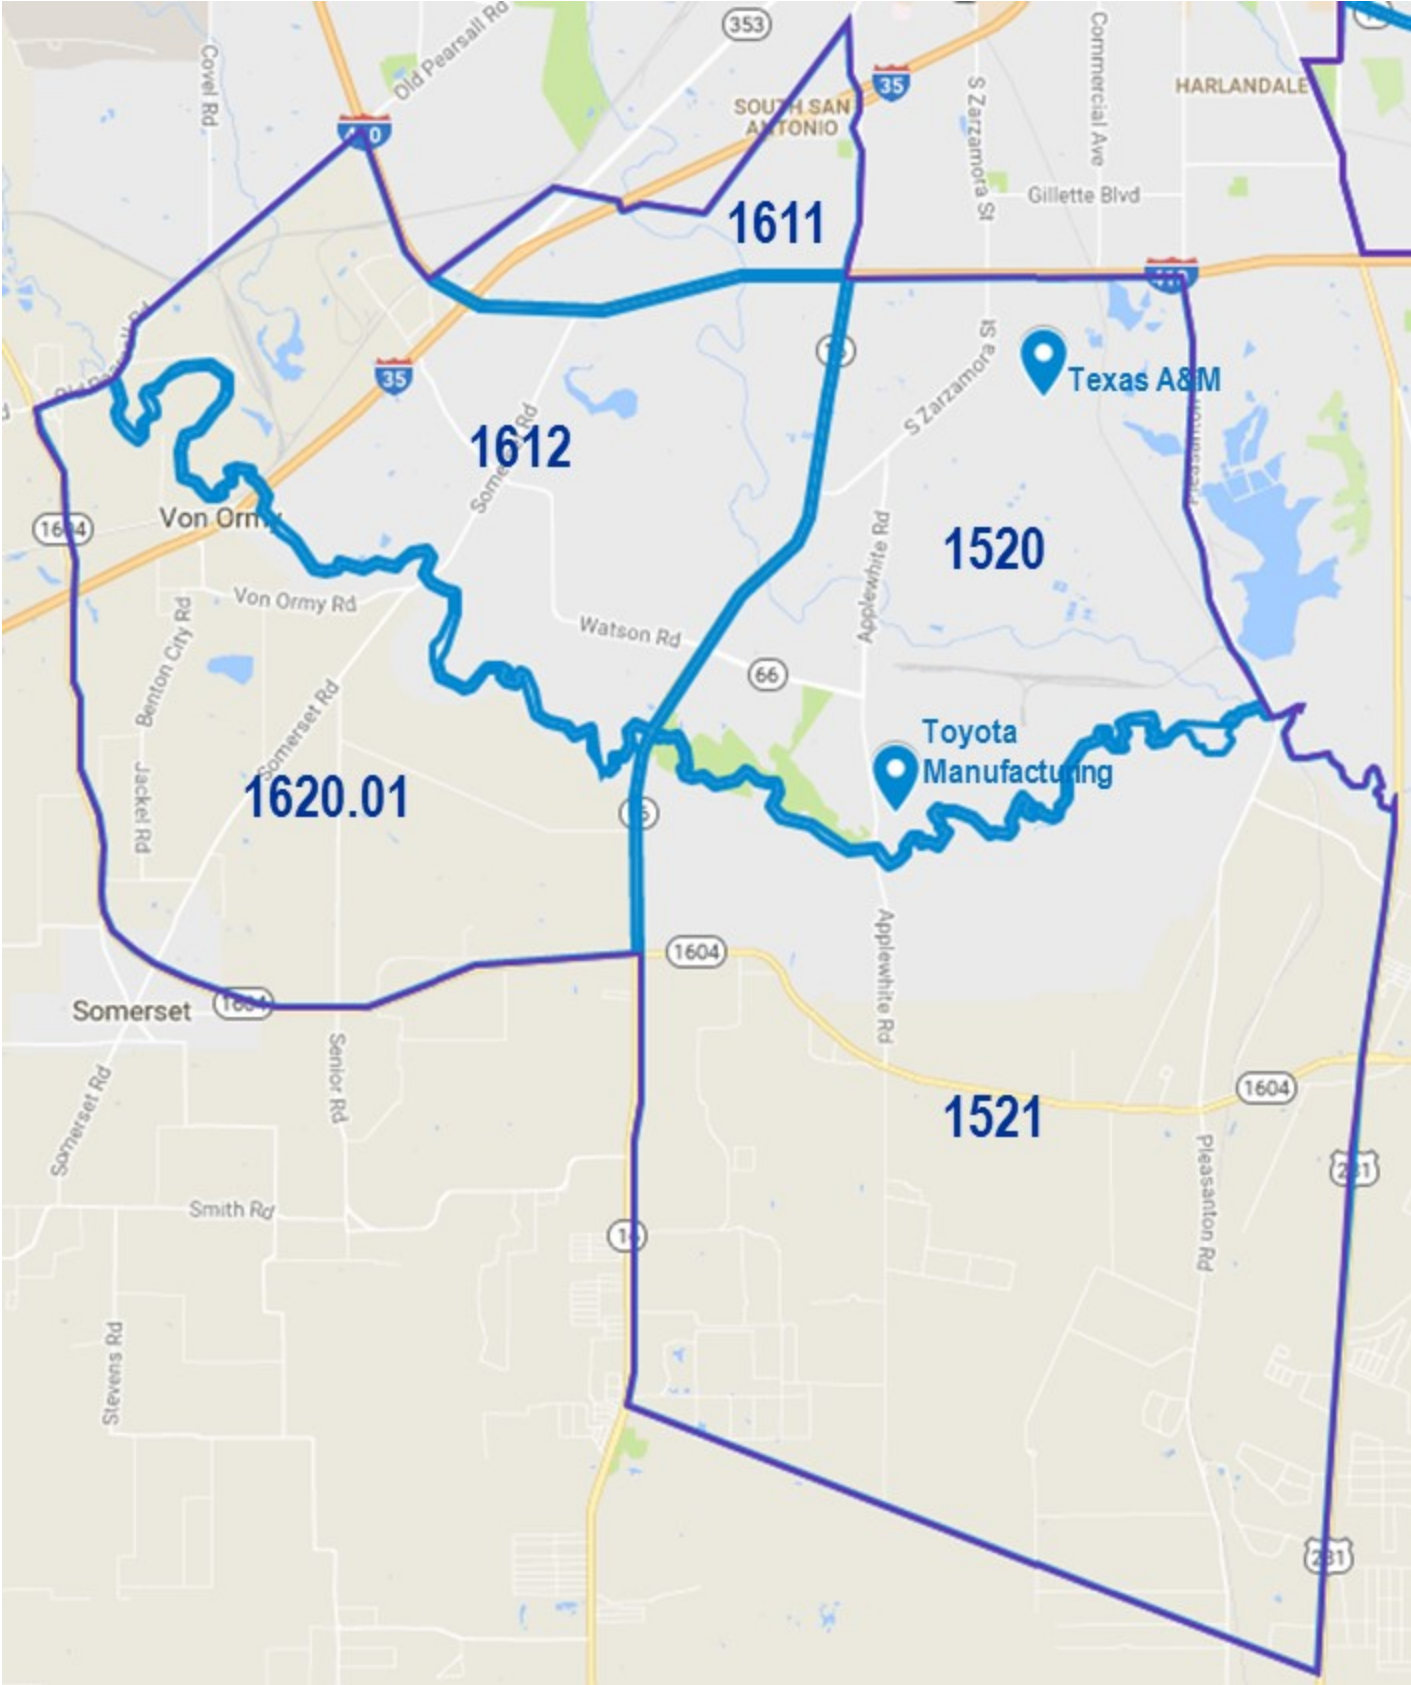 353
Old Pearsall Rd
Covel Rd
35
SOUTH SAN
ANTONIO
S Zarzamora St
Commercial Ave
HARLANDALE
Gillette Blvd
1611
S Zarzamora St
Texas A&M
35
1612
Somerset Rd
Pleasanton
1604
Von Ormy
1520
Applewhite Rd
Von Ormy Rd
Watson Rd
66
Benton City Rd
Somerset Rd
Toyota
Manufacturing
Jackel Rd
1620.01
1604
Applewhite Rd
Somerset
1604
Senior Rd
Somerset Rd
1604
1521
Pleasanton Rd
281
Smith Rd
16
Stevens Rd
281